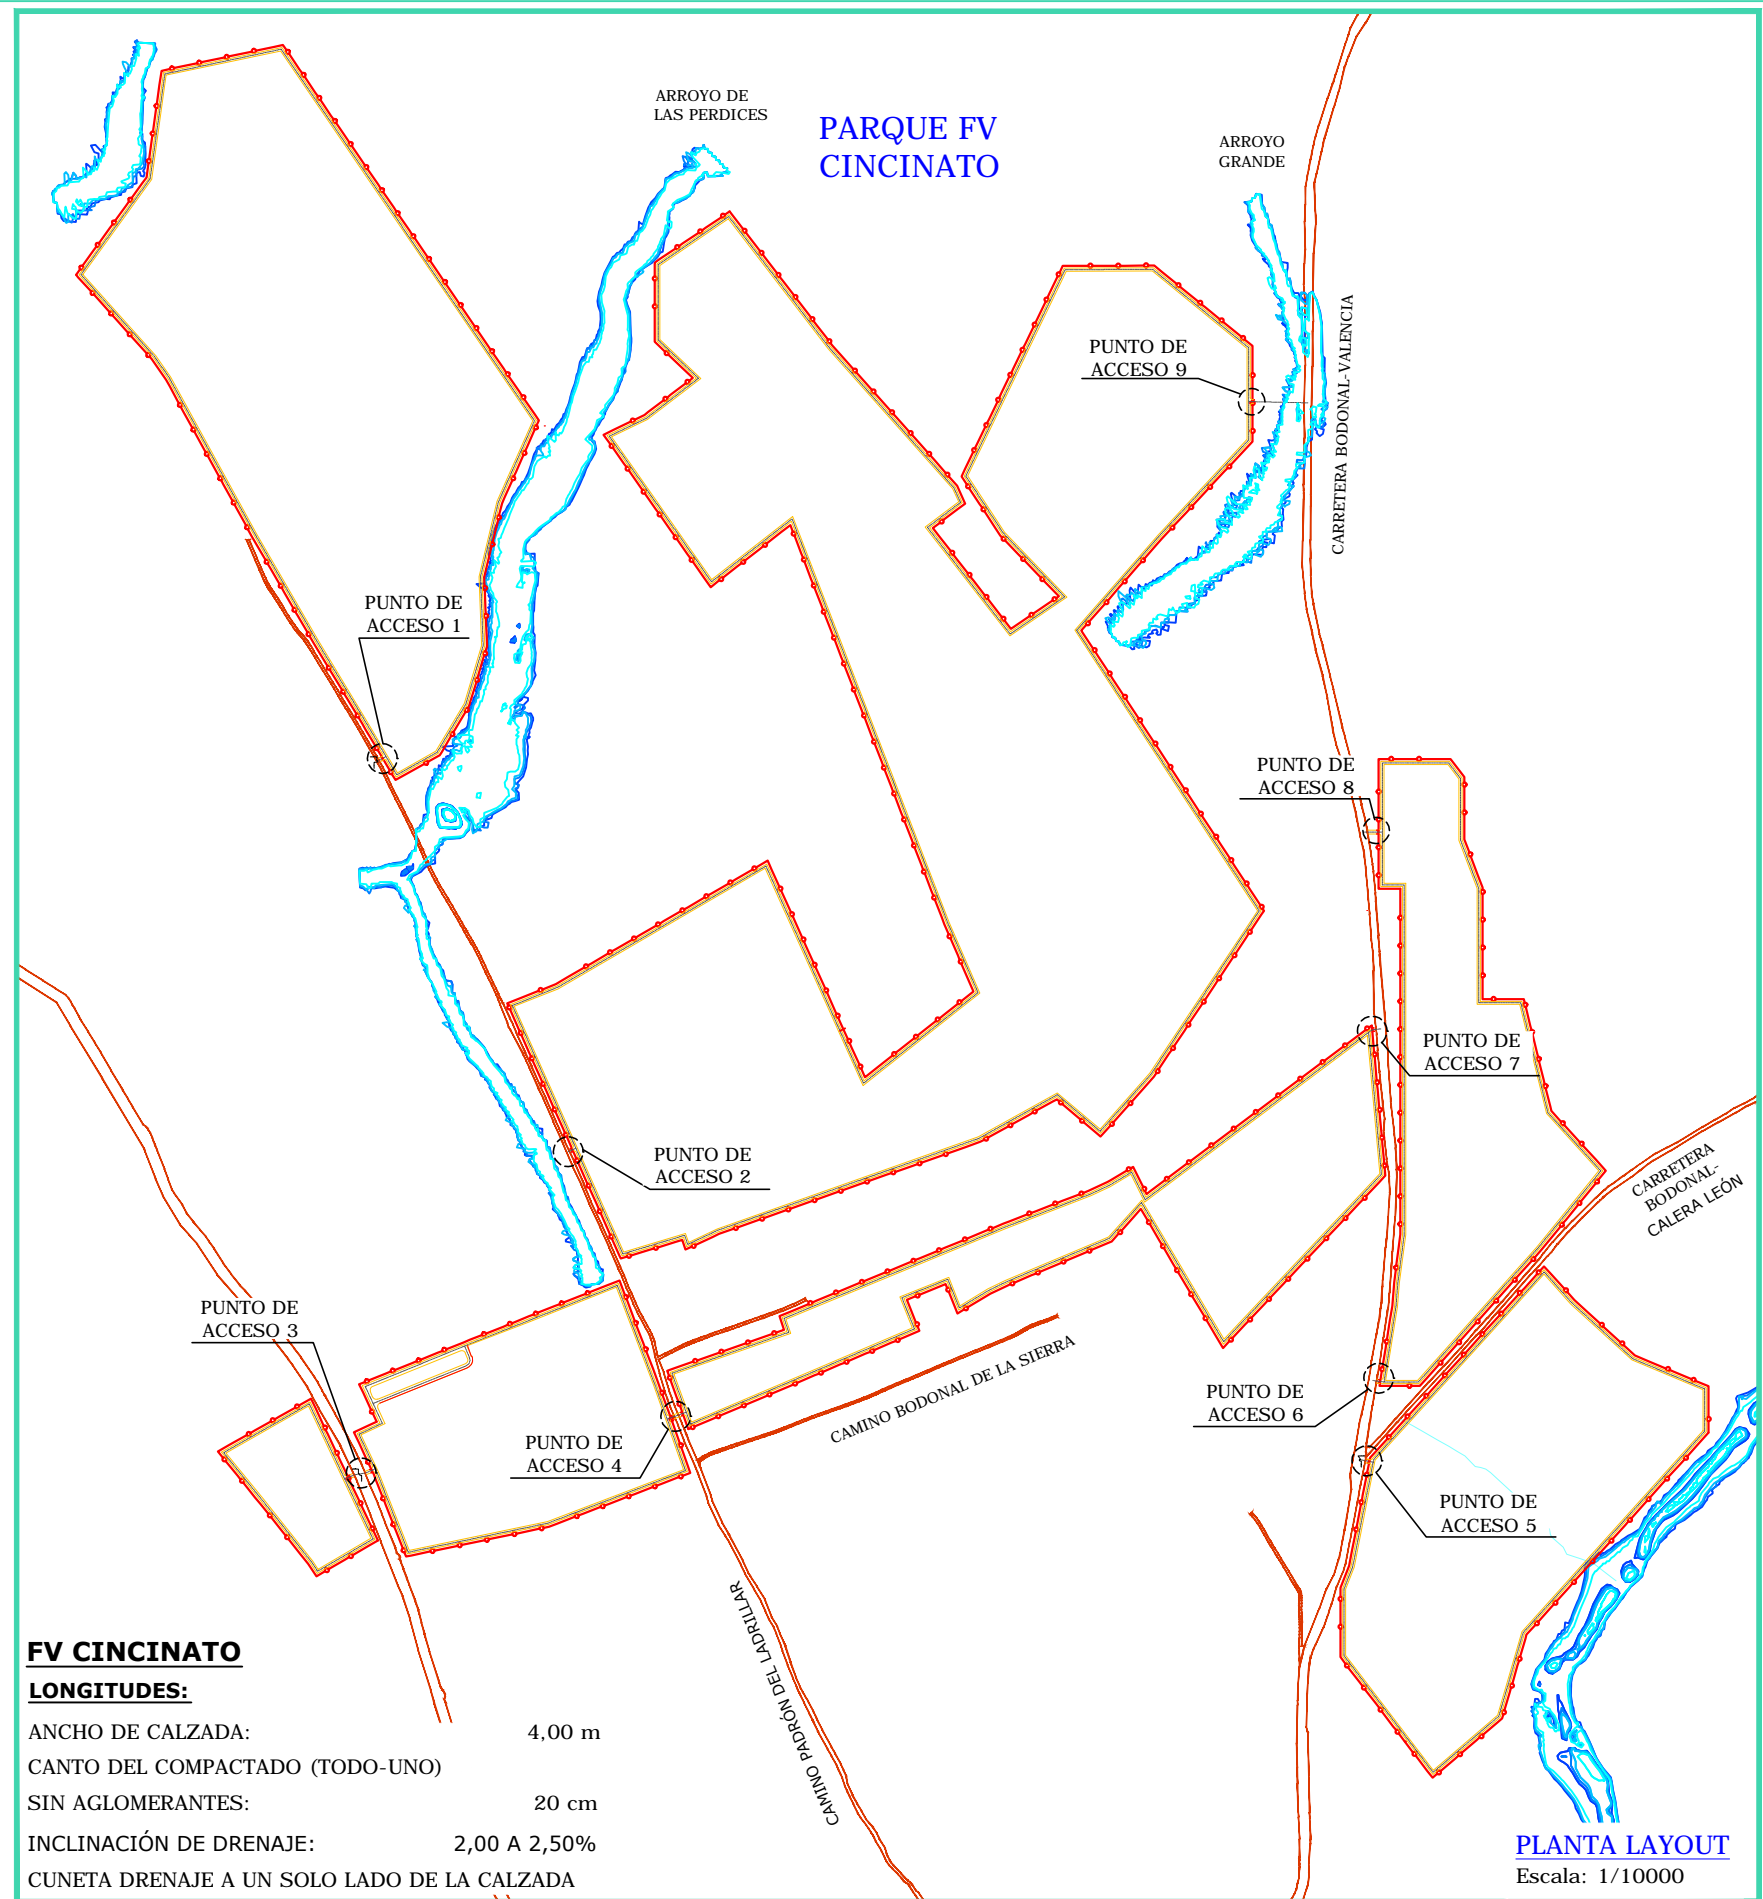 ARROYO DE
LAS PERDICES
PARQUE FV
CINCINATO
ARROYO
GRANDE
CARRETERA BODONAL-VALENCIA
PUNTO DE
ACCESO 9
PUNTO DE
ACCESO 1
PUNTO DE
ACCESO 8
PUNTO DE
ACCESO 7
PUNTO DE
ACCESO 2
CARRETERA
BODONAL-
CALERA LEÓN
PUNTO DE
ACCESO 3
CAMINO BODONAL DE LA SIERRA
PUNTO DE
ACCESO 6
PUNTO DE
ACCESO 4
PUNTO DE
ACCESO 5
CAMINO PADRÓN DEL LADRILLAR
FV CINCINATO
LONGITUDES:
ANCHO DE CALZADA: 4,00 m
CANTO DEL COMPACTADO (TODO-UNO)
SIN AGLOMERANTES: 20 cm
INCLINACIÓN DE DRENAJE: 2,00 A 2,50%
CUNETA DRENAJE A UN SOLO LADO DE LA CALZADA
PLANTA LAYOUT
Escala: 1/10000